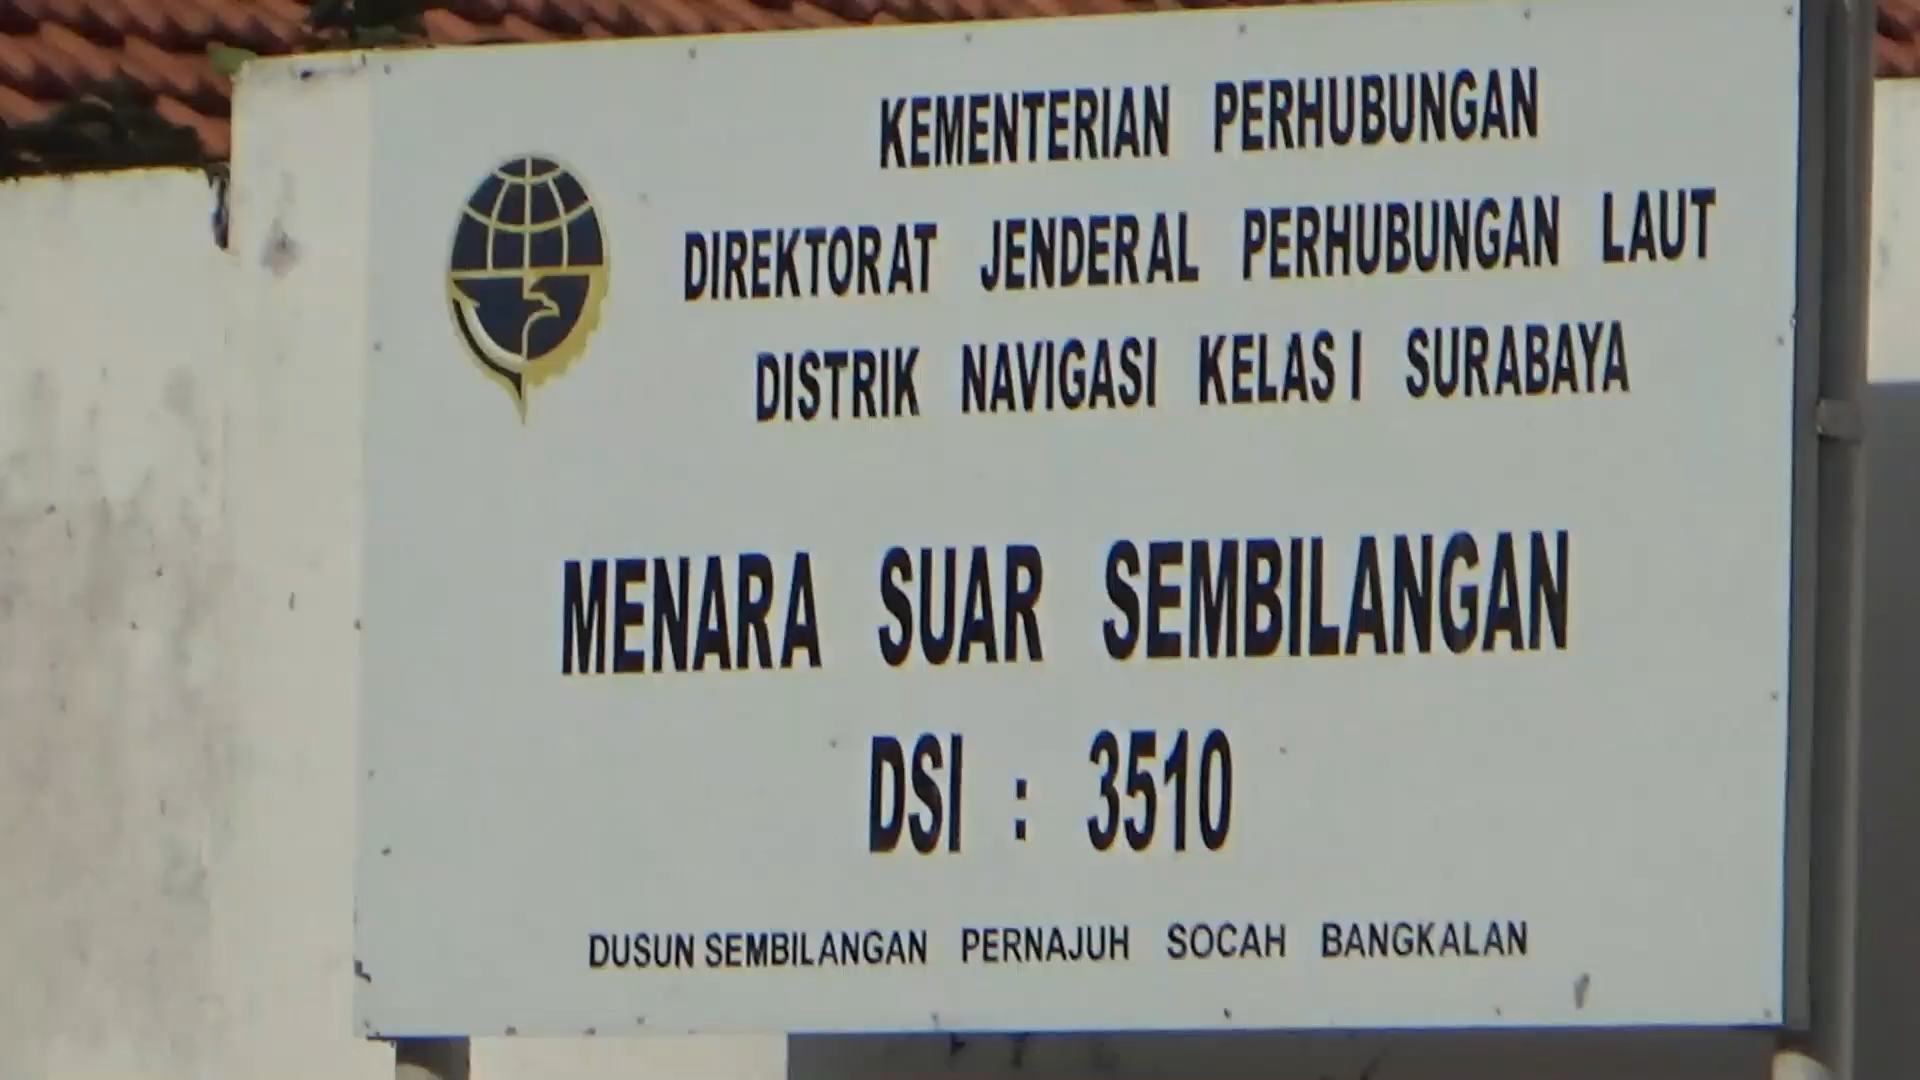 KEMENTERIAN PERHUBUNGAN
DIREKTORAT JENDERAL PERHUBUNGAN LAUT
DISTRIK NAVIGASI KELAS I SURABAYA
MENARA SUAR SEMBILANGAN
DSI : 3510
DUSUN SEMBILANGAN PERNAJUH SOCAH BANGKALAN